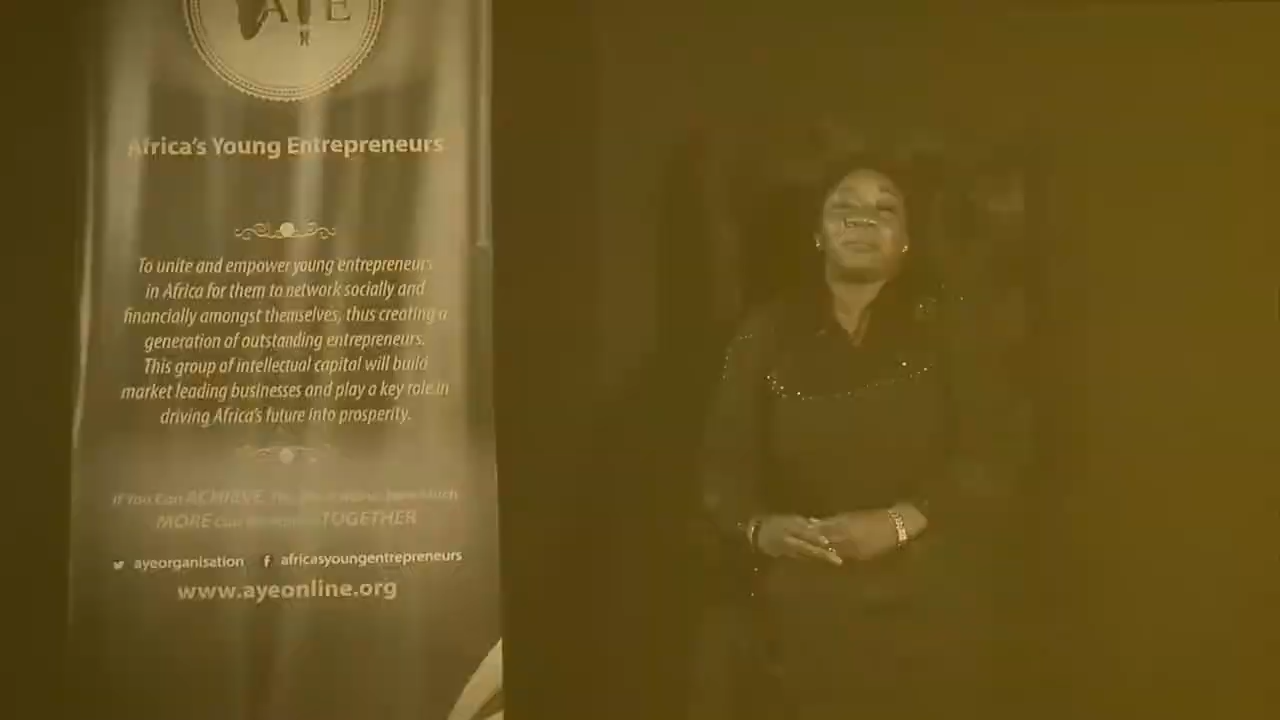 AYE
Africa's Young Entrepreneurs
To unite and empower young entrepreneurs
in Africa for them to network socially and
financially amongst themselves, thus creating a
generation of outstanding entrepreneurs.
This group of intellectual capital will build
market leading businesses and play a key role in
driving Africa's future into prosperity.
If You Can ACHIEVE much
MORE can TOGETHER
ayeorganisation f africasyoungentrepreneurs
www.ayeonline.org